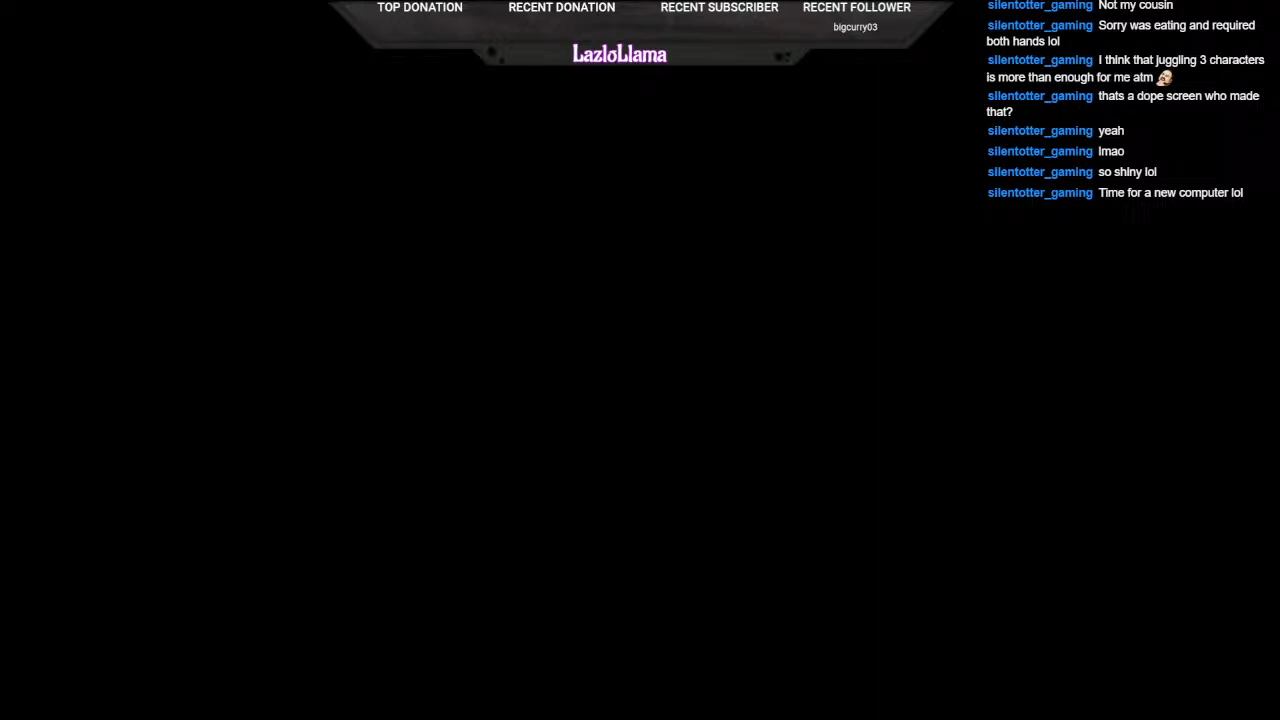 TOP DONATION
RECENT DONATION
RECENT SUBSCRIBER
RECENT FOLLOWER
bigcurry03
LazloLlama
silentotter_gaming Not my cousin
silentotter_gaming Sorry was eating and required
both hands lol
silentotter_gaming I think that juggling 3 characters
is more than enough for me atm
silentotter_gaming thats a dope screen who made
that?
silentotter_gaming yeah
silentotter_gaming lmao
silentotter_gaming so shiny lol
silentotter_gaming Time for a new computer lol